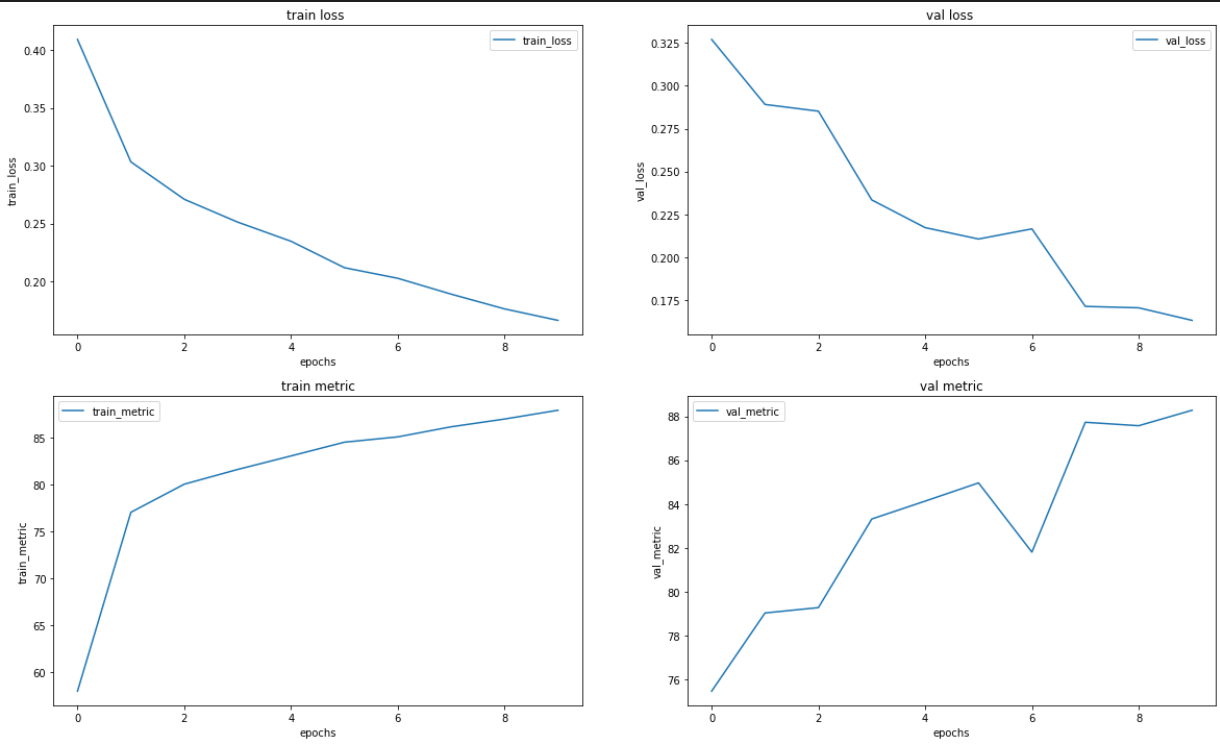 train loss
train_loss
0.40
0.35
0.30
0.25
0.20
train_loss
0 2 4 6 8
epochs
val loss
val_loss
0.325
0.300
0.275
0.250
0.225
0.200
0.175
val_loss
0 2 4 6 8
epochs
train metric
train_metric
85
80
75
70
65
60
train_metric
0 2 4 6 8
epochs
val metric
val_metric
88
86
84
82
80
78
76
val_metric
0 2 4 6 8
epochs